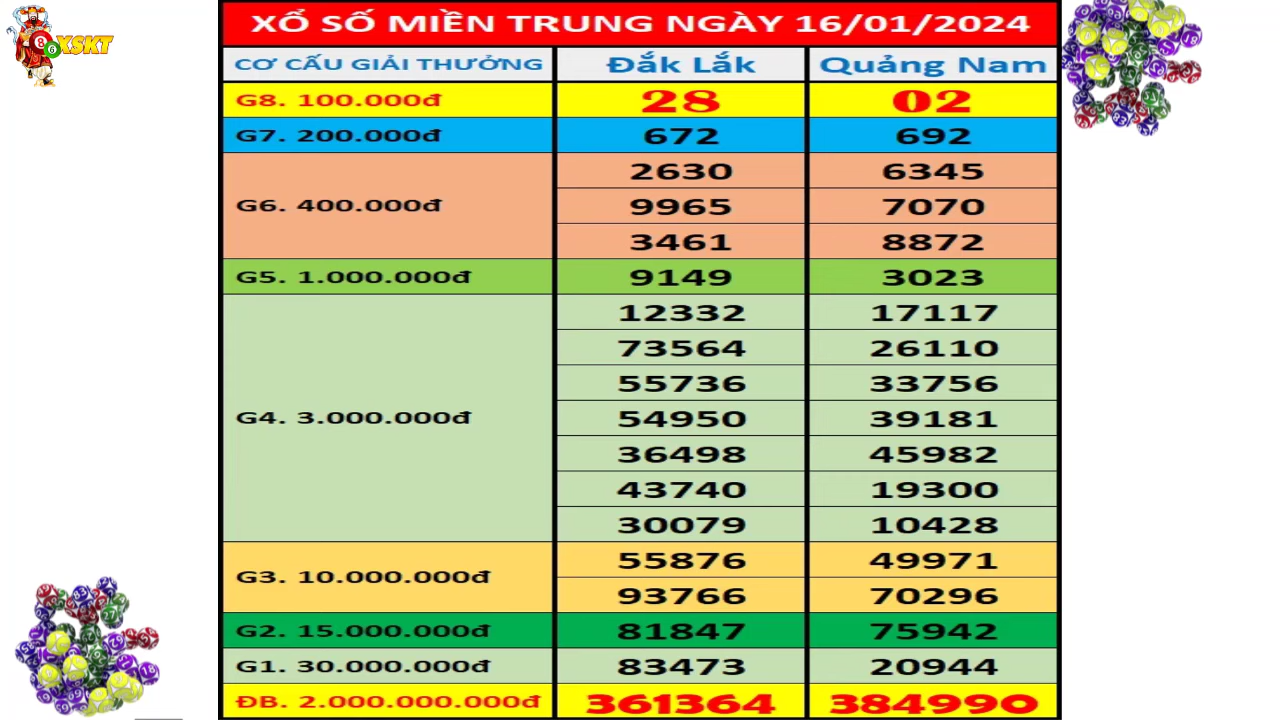 XSKT
XỔ SỐ MIỀN TRUNG NGÀY 16/01/2024
CƠ CẤU GIẢI THƯỞNG Đắk Lắk Quảng Nam
G8. 100.000đ 28 02
G7. 200.000đ 672 692
G6. 400.000đ
2630 6345
9965 7070
3461 8872
G5. 1.000.000đ 9149 3023
G4. 3.000.000đ
12332 17117
73564 26110
55736 33756
54950 39181
36498 45982
43740 19300
30079 10428
G3. 10.000.000đ
55876 49971
93766 70296
G2. 15.000.000đ 81847 75942
G1. 30.000.000đ 83473 20944
ĐB. 2.000.000.000đ 361364 384990